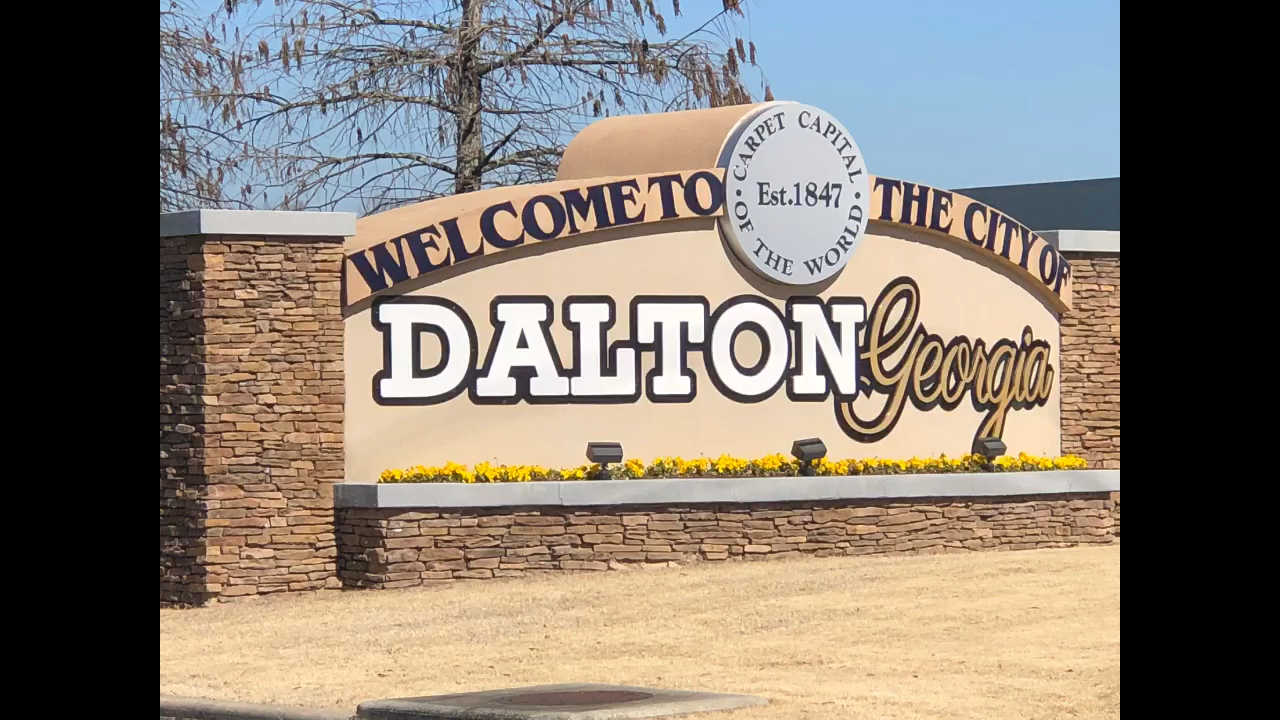 WELCOME TO THE CITY OF
CARPET CAPITAL
Est.1847
OF THE WORLD
DALTON Georgia